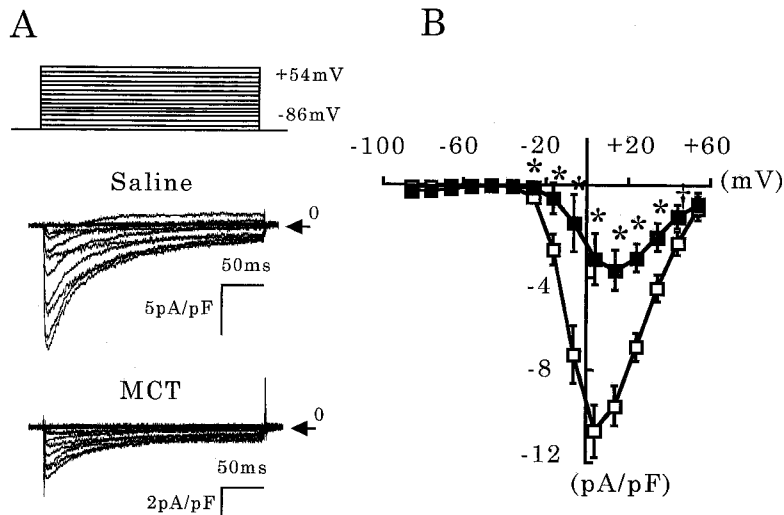 A
+54mV
-86mV
Saline
0
50ms
5pA/pF
MCT
0
50ms
2pA/pF
B
-100 -60 -20 +20 +60
(mV)
* * *
* * * * †
-4
-8
-12
(pA/pF)